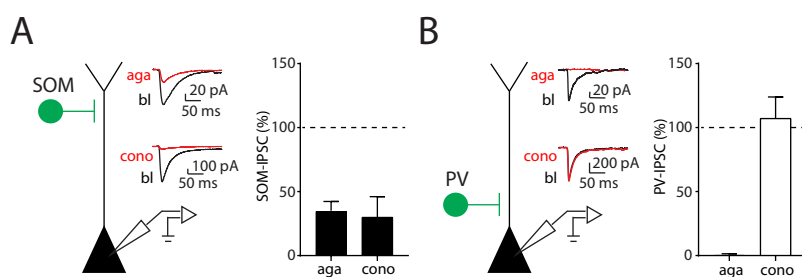 A
SOM
aga
bl
20 pA
50 ms
cono
bl
100 pA
50 ms
SOM-IPSC (%)
150
100
50
0
aga cono
B
PV
aga
bl
20 pA
50 ms
cono
bl
200 pA
50 ms
PV-IPSC (%)
150
100
50
0
aga cono